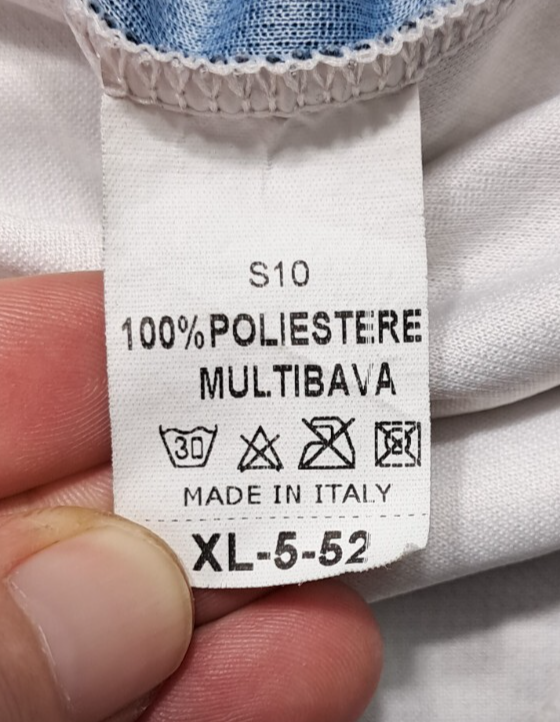 S10
100% POLIESTERE
MULTIBAVA
30
MADE IN ITALY
XL-5-52